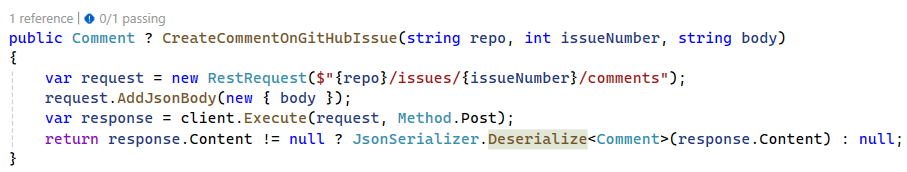 1 reference | 0/1 passing
public Comment ? CreateCommentOnGitHubIssue(string repo, int issueNumber, string body)
{
    var request = new RestRequest($"{repo}/issues/{issueNumber}/comments");
    request.AddJsonBody(new { body });
    var response = client.Execute(request, Method.Post);
    return response.Content != null ? JsonSerializer.Deserialize<Comment>(response.Content) : null;
}